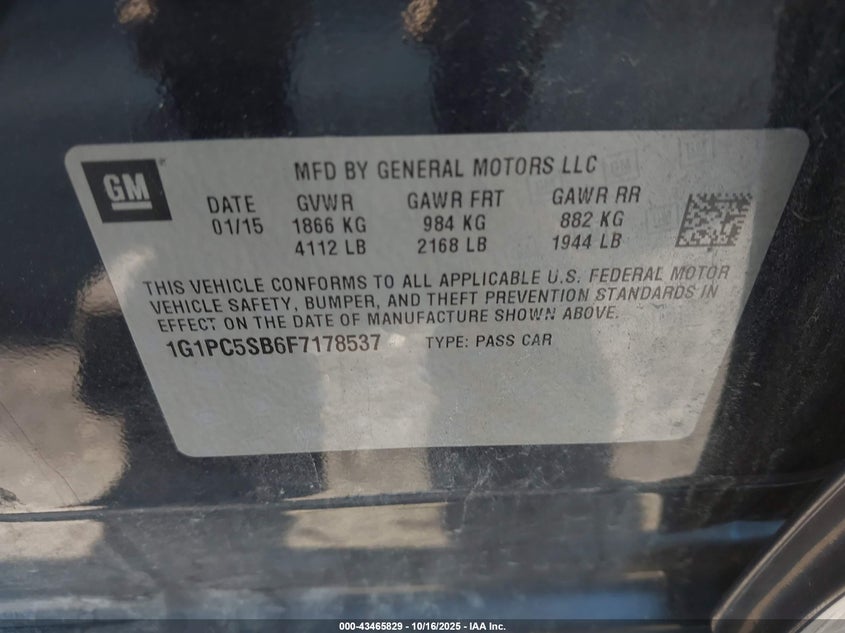 GM
MFD BY GENERAL MOTORS LLC
DATE GVWR GAWR FRT GAWR RR
01/15 1866 KG 984 KG 882 KG
4112 LB 2168 LB 1944 LB
THIS VEHICLE CONFORMS TO ALL APPLICABLE U.S. FEDERAL MOTOR
VEHICLE SAFETY, BUMPER, AND THEFT PREVENTION STANDARDS IN
EFFECT ON THE DATE OF MANUFACTURE SHOWN ABOVE.
1G1PC5SB6F7178537 TYPE: PASS CAR
000-43465829 - 10/16/2025 - IAA Inc.